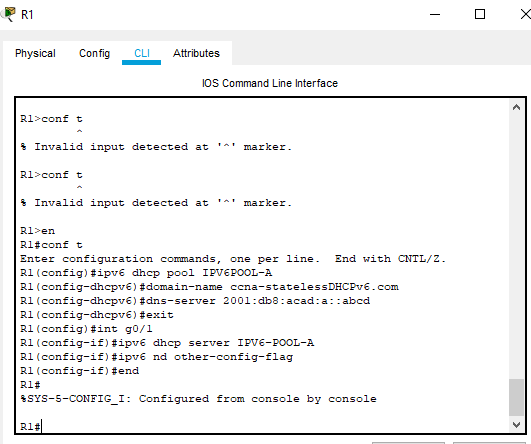 R1
Physical Config CLI Attributes
IOS Command Line Interface
R1>conf t
^
% Invalid input detected at '^' marker.
R1>conf t
^
% Invalid input detected at '^' marker.
R1>en
R1#conf t
Enter configuration commands, one per line.  End with CNTL/Z.
R1(config)#ipv6 dhcp pool IPV6POOL-A
R1(config-dhcpv6)#domain-name ccna-statelessDHCPv6.com
R1(config-dhcpv6)#dns-server 2001:db8:acad:a::abcd
R1(config-dhcpv6)#exit
R1(config)#int g0/1
R1(config-if)#ipv6 dhcp server IPV6-POOL-A
R1(config-if)#ipv6 nd other-config-flag
R1(config-if)#end
R1#
%SYS-5-CONFIG_I: Configured from console by console
R1#